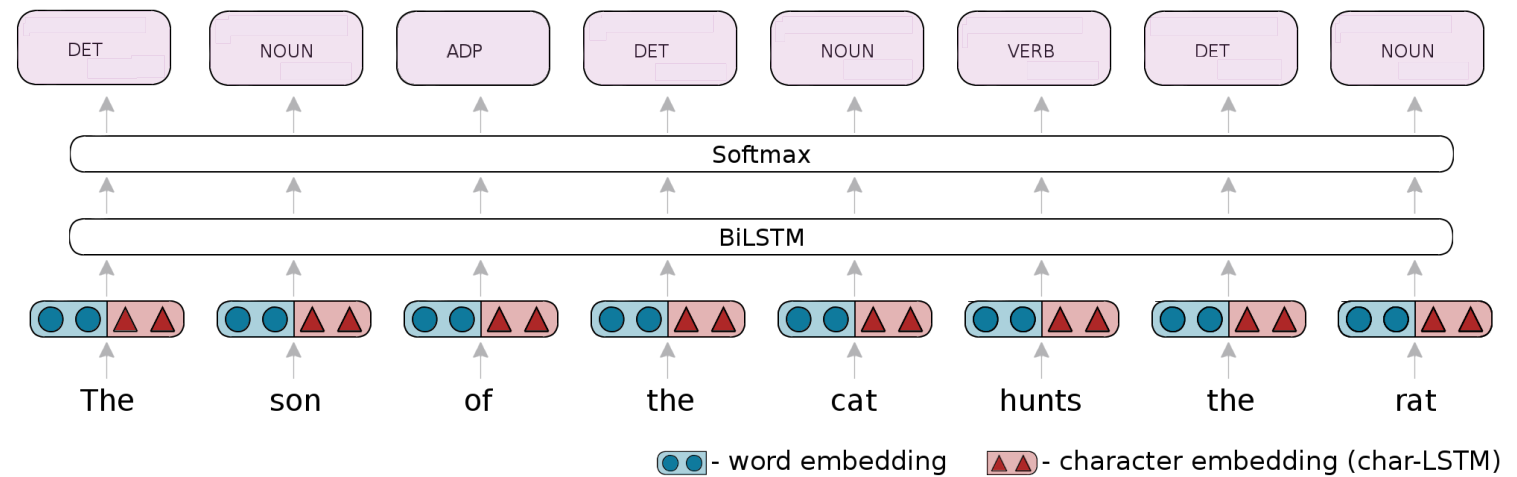 DET NOUN ADP DET NOUN VERB DET NOUN
Softmax
BiLSTM
The son of the cat hunts the rat
- word embedding - character embedding (char-LSTM)